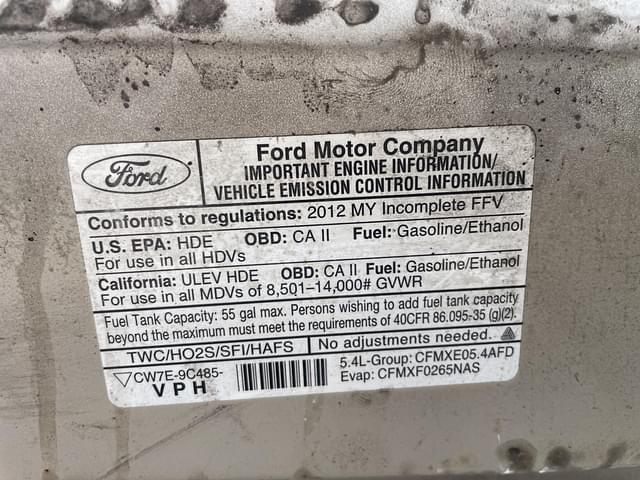 Ford
Ford Motor Company
IMPORTANT ENGINE INFORMATION/
VEHICLE EMISSION CONTROL INFORMATION
Conforms to regulations: 2012 MY Incomplete FFV
U.S. EPA: HDE OBD: CA II Fuel: Gasoline/Ethanol
For use in all HDVs
California: ULEV HDE OBD: CA II Fuel: Gasoline/Ethanol
For use in all MDVs of 8,501-14,000# GVWR
Fuel Tank Capacity: 55 gal max. Persons wishing to add fuel tank capacity
beyond the maximum must meet the requirements of 40CFR 86.095-35 (g)(2).
TWC/HO2S/SFI/HAFS No adjustments needed.
CW7E-9C485-
VPH
5.4L-Group: CFMXE05.4AFD
Evap: CFMXF0265NAS